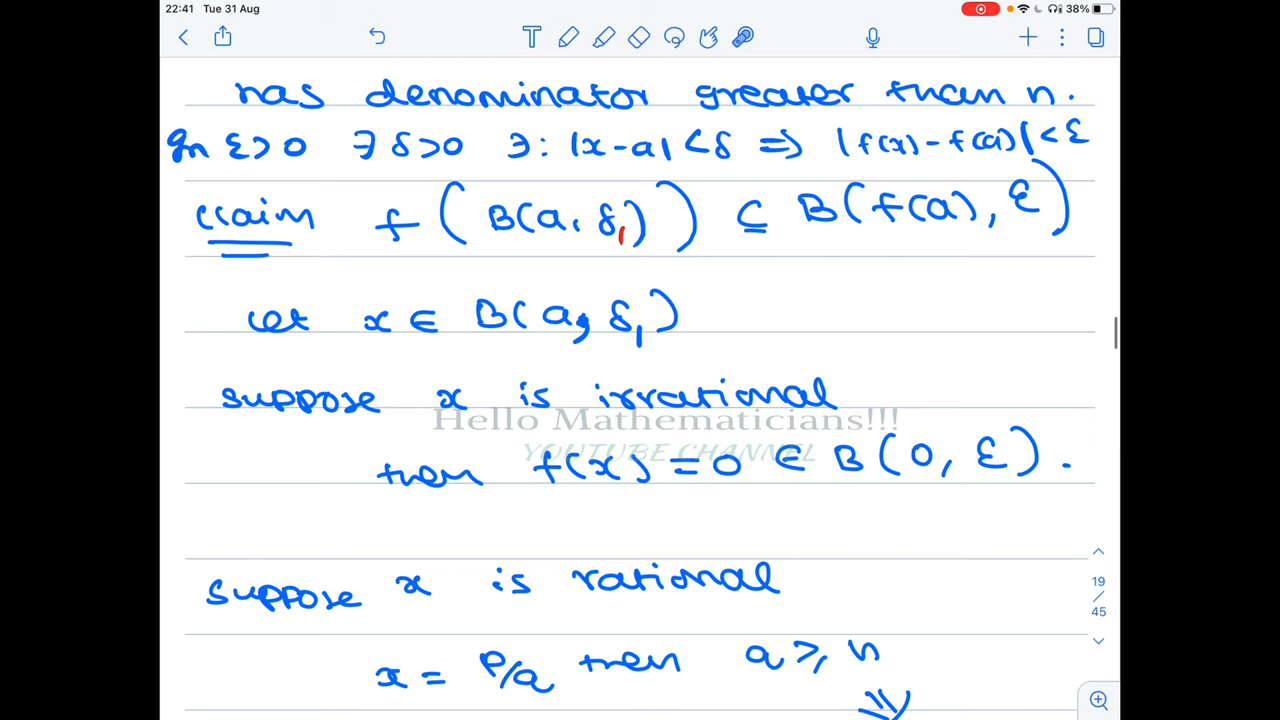 22:41 Tue 31 Aug
38%
has denominator greater than n.
Gn ε>0 ∃ δ>0 ∋: |x-a|<δ ⇒ |f(x)-f(a)|<ε
Claim f(B(a, δ₁)) ⊆ B(f(a), ε)
Let x ∈ B(a, δ₁)
suppose x is irrational
Hello Mathematicians!!!
YOUTUBE CHANNEL
then f(x) = 0 ∈ B(0, ε).
suppose x is rational
x = p/q then q ≥ n
⇓
19
/
45